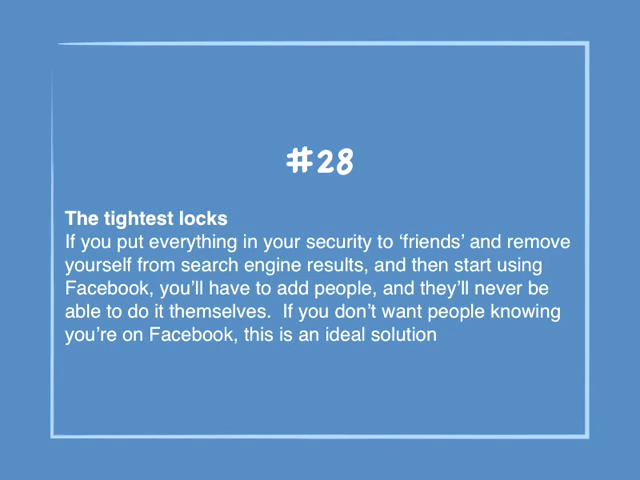 #28
The tightest locks
If you put everything in your security to ‘friends’ and remove
yourself from search engine results, and then start using
Facebook, you’ll have to add people, and they’ll never be
able to do it themselves.  If you don’t want people knowing
you’re on Facebook, this is an ideal solution